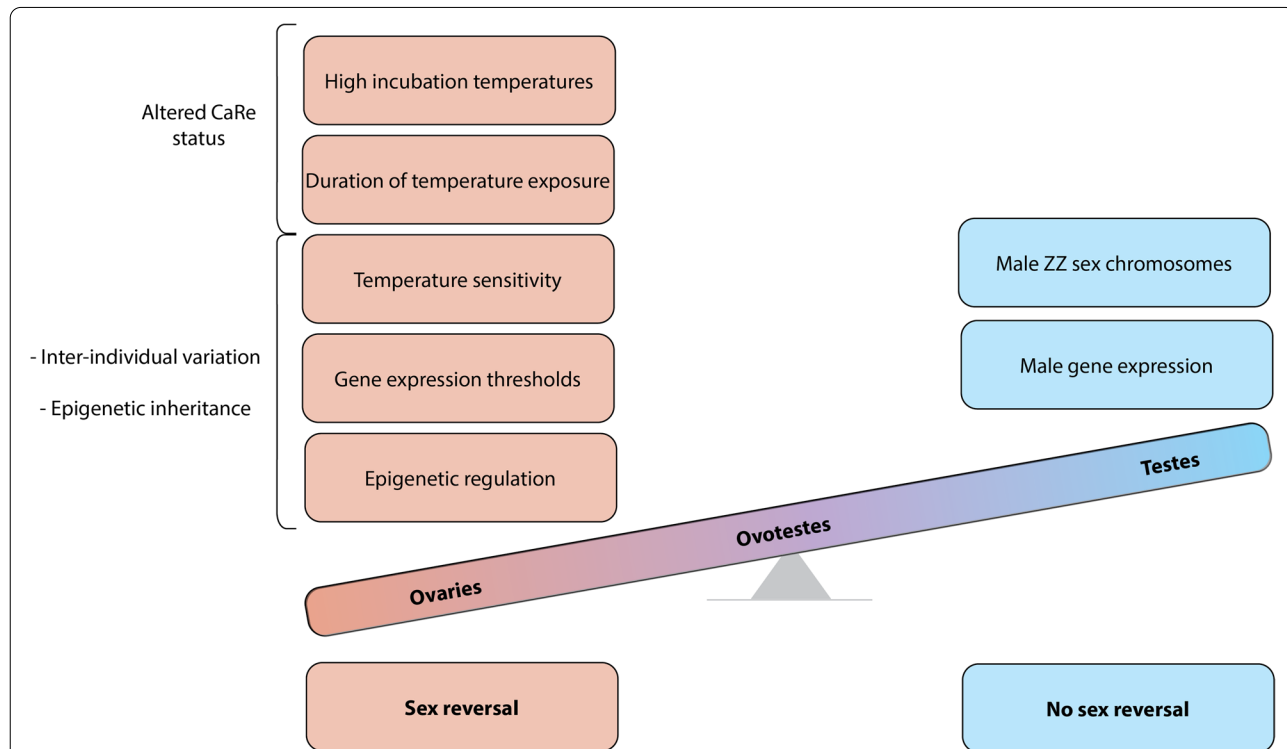 High incubation temperatures
Altered CaRe
status
Duration of temperature exposure
Temperature sensitivity
Male ZZ sex chromosomes
- Inter-individual variation
Gene expression thresholds
Male gene expression
- Epigenetic inheritance
Epigenetic regulation
Testes
Ovotestes
Ovaries
Sex reversal
No sex reversal